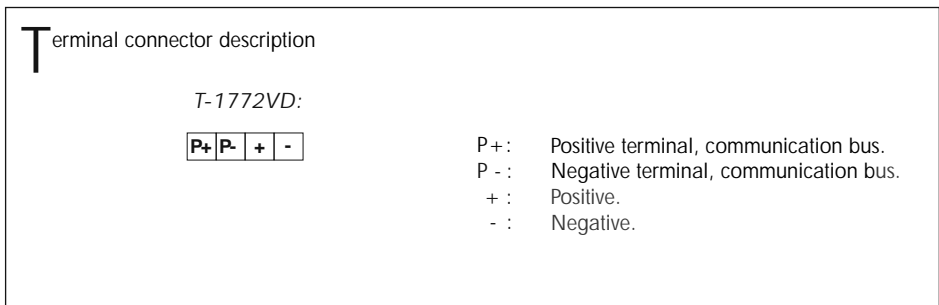 Terminal connector description
T-1772VD:
P+ P- + -
P+: Positive terminal, communication bus.
P - : Negative terminal, communication bus.
+ : Positive.
- : Negative.